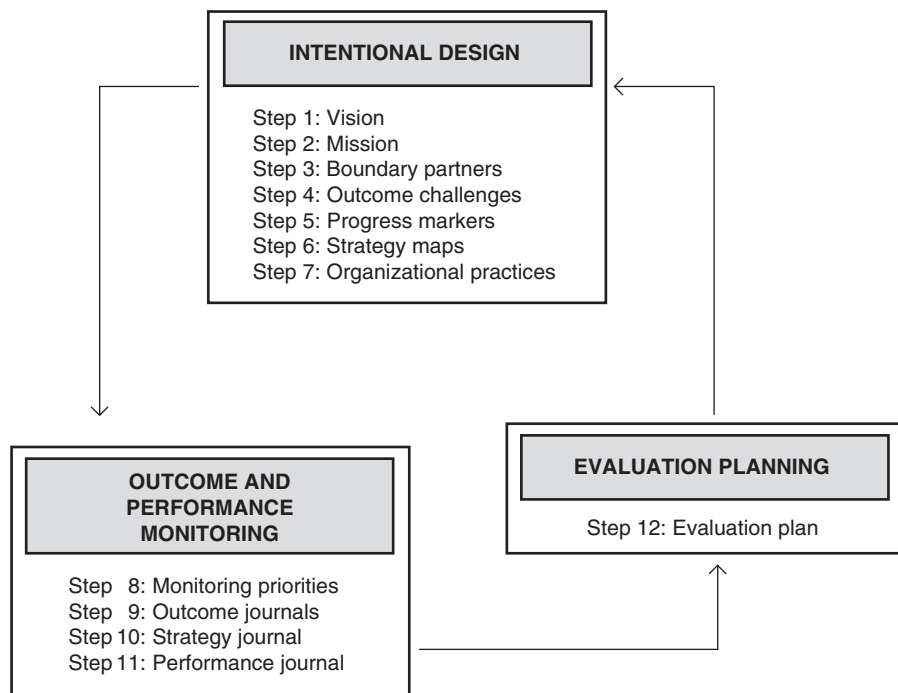 INTENTIONAL DESIGN
Step 1: Vision
Step 2: Mission
Step 3: Boundary partners
Step 4: Outcome challenges
Step 5: Progress markers
Step 6: Strategy maps
Step 7: Organizational practices
OUTCOME AND
PERFORMANCE
MONITORING
Step 8: Monitoring priorities
Step 9: Outcome journals
Step 10: Strategy journal
Step 11: Performance journal
EVALUATION PLANNING
Step 12: Evaluation plan